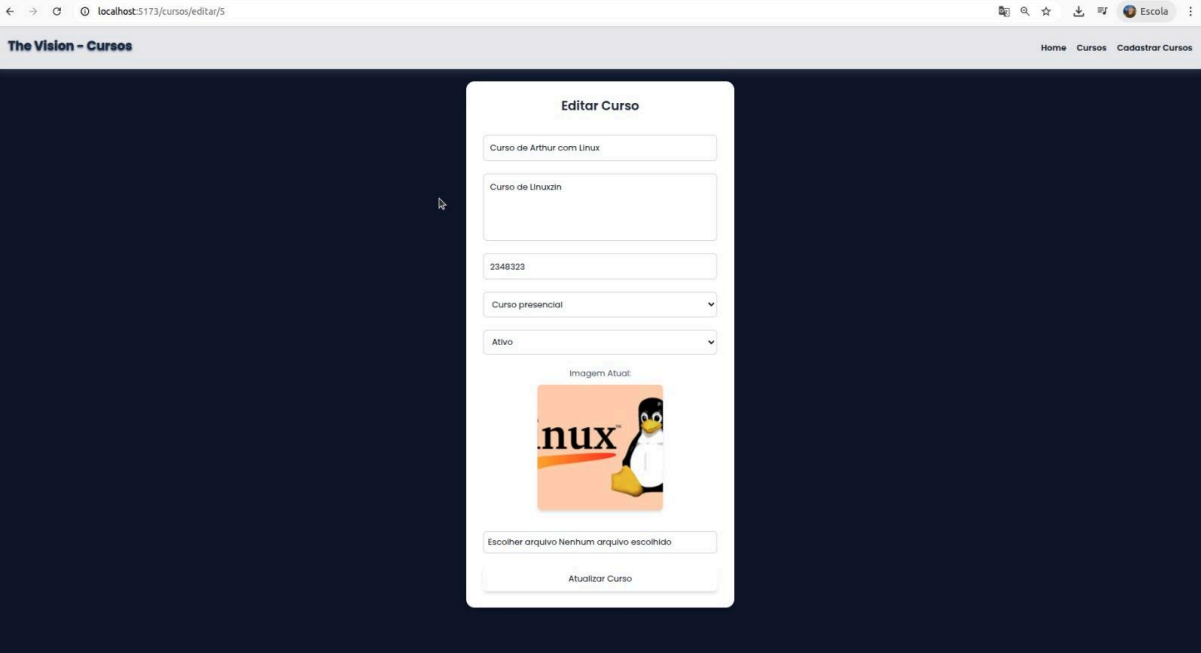 localhost:5173/cursos/editar/5
Escola
The Vision - Cursos
Home Cursos Cadastrar Cursos
Editar Curso
Curso de Arthur com Linux
Curso de Linuxzin
2348323
Curso presencial
Ativo
Imagem Atual:
inux™
Escolher arquivo Nenhum arquivo escolhido
Atualizar Curso